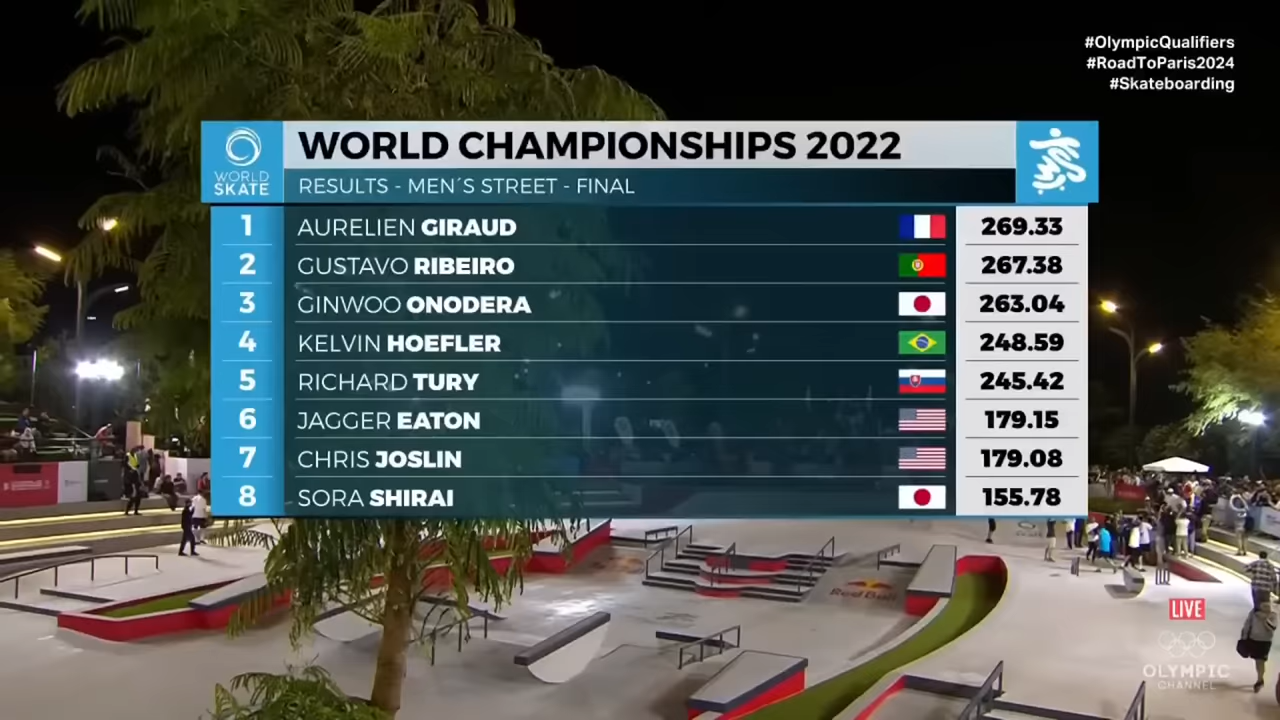 #OlympicQualifiers
#RoadToParis2024
#Skateboarding
WORLD SKATE
WORLD CHAMPIONSHIPS 2022
RESULTS - MEN´S STREET - FINAL
1 AURELIEN GIRAUD 269.33
2 GUSTAVO RIBEIRO 267.38
3 GINWOO ONODERA 263.04
4 KELVIN HOEFLER 248.59
5 RICHARD TURY 245.42
6 JAGGER EATON 179.15
7 CHRIS JOSLIN 179.08
8 SORA SHIRAI 155.78
Red Bull
LIVE
OLYMPIC
CHANNEL